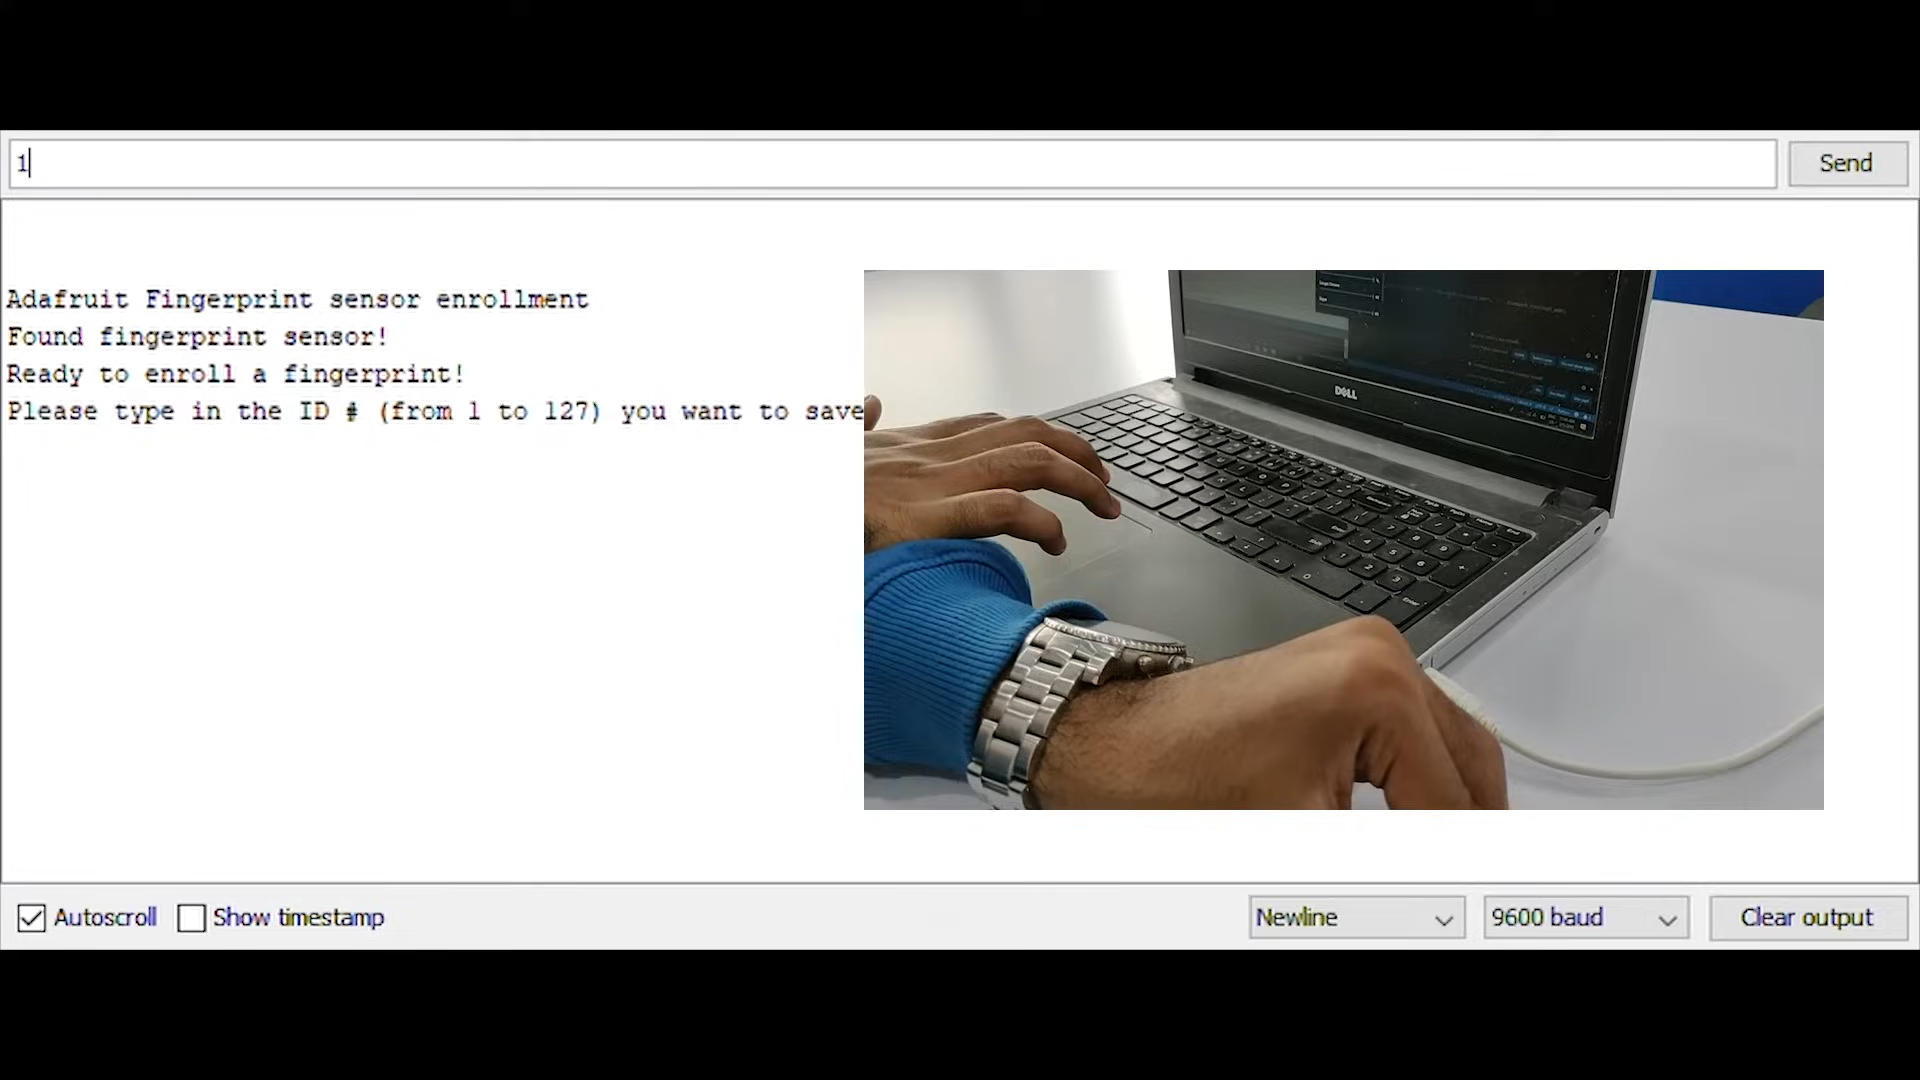 1
Send
Adafruit Fingerprint sensor enrollment
Found fingerprint sensor!
Ready to enroll a fingerprint!
Please type in the ID # (from 1 to 127) you want to save
DELL
Autoscroll
Show timestamp
Newline
9600 baud
Clear output